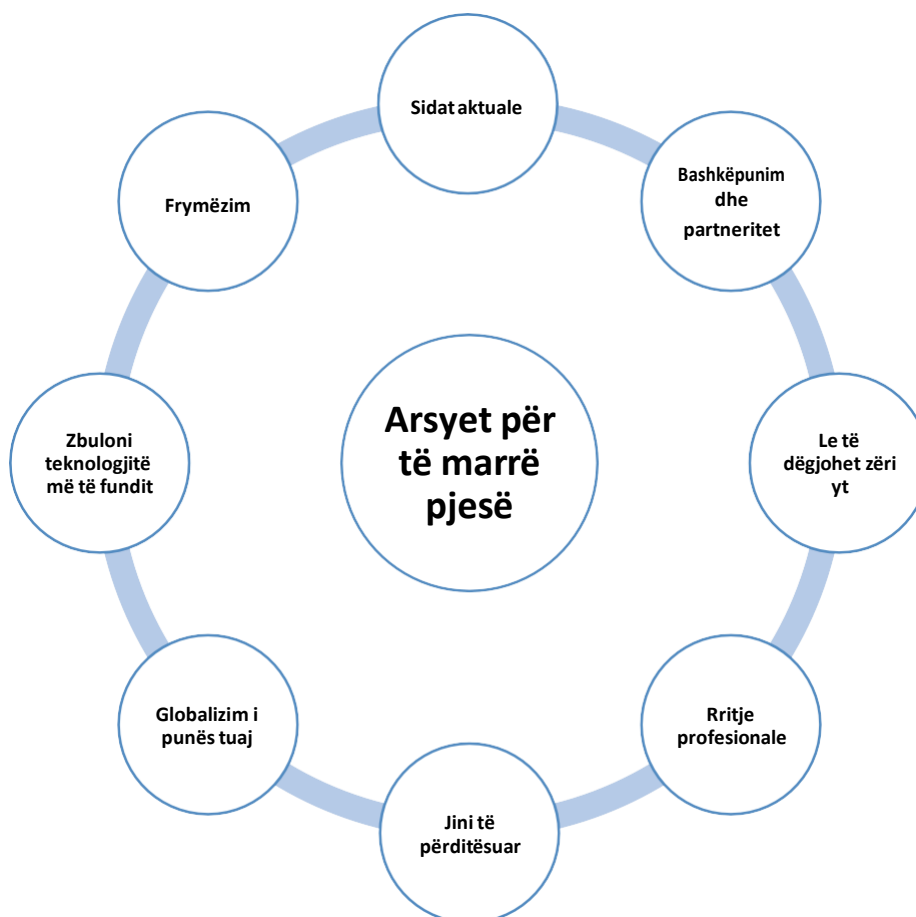 Sidat aktuale
Bashkëpunim
dhe
partneritet
Frymëzim
Arsyet për
të marrë
pjesë
Zbuloni
teknologjitë
më të fundit
Le të
dëgjohet zëri
yt
Globalizim i
punës tuaj
Rritje
profesionale
Jini të
përditësuar